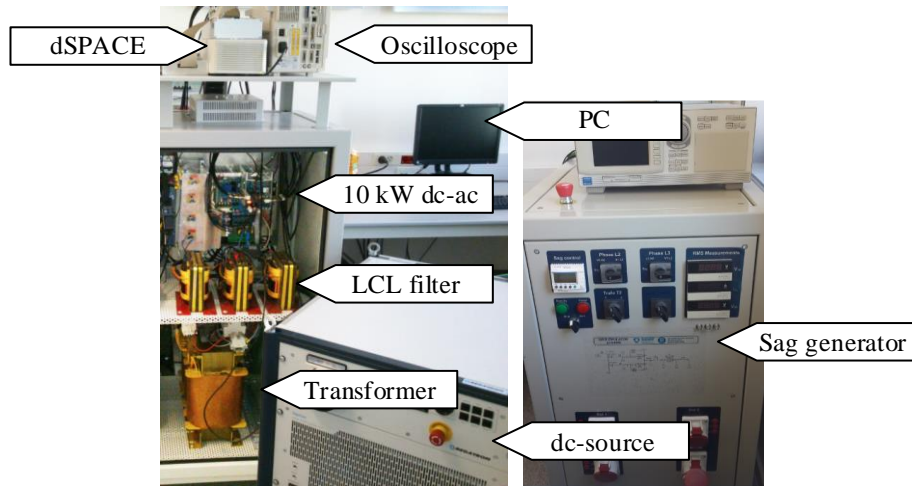 dSPACE
Oscilloscope
PC
10 kW dc-ac
LCL filter
Sag control
Phase L2
Phase L3
RMS Measurements
Sag generator
Transformer
dc-source